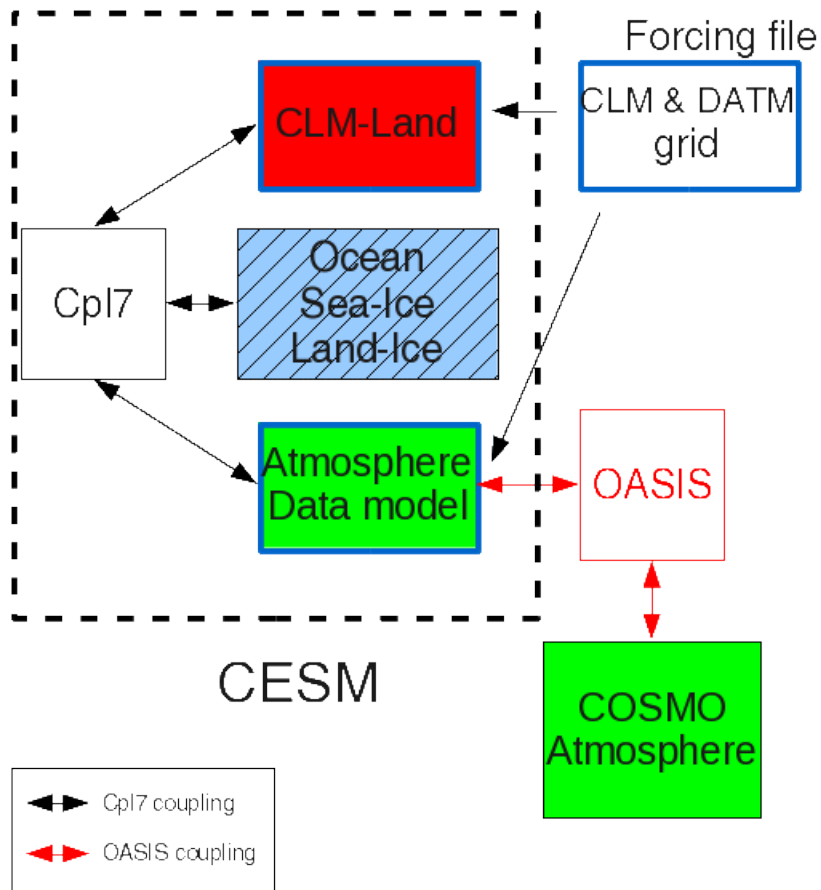 Forcing file
CLM-Land
CLM & DATM
grid
Cpl7
Ocean
Sea-Ice
Land-Ice
Atmosphere
Data model
OASIS
CESM
COSMO
Atmosphere
Cpl7 coupling
OASIS coupling